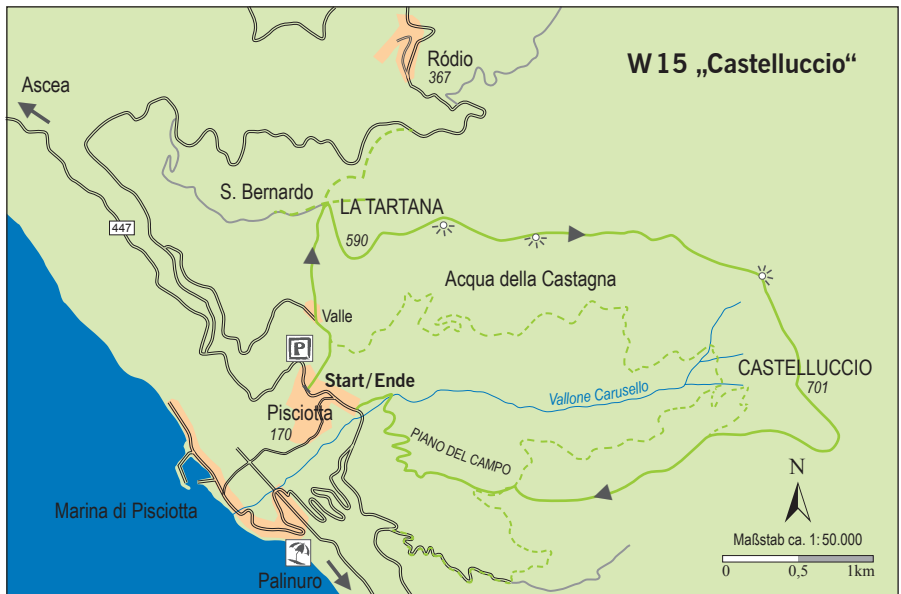 W 15 „Castelluccio“
Ródio
367
Ascea
S. Bernardo
LA TARTANA
447
590
Acqua della Castagna
Valle
P
Start/Ende
CASTELLUCCIO
701
Vallone Carusello
Pisciotta
170
PIANO DEL CAMPO
N
Marina di Pisciotta
Maßstab ca. 1:50.000
0 0,5 1km
Palinuro